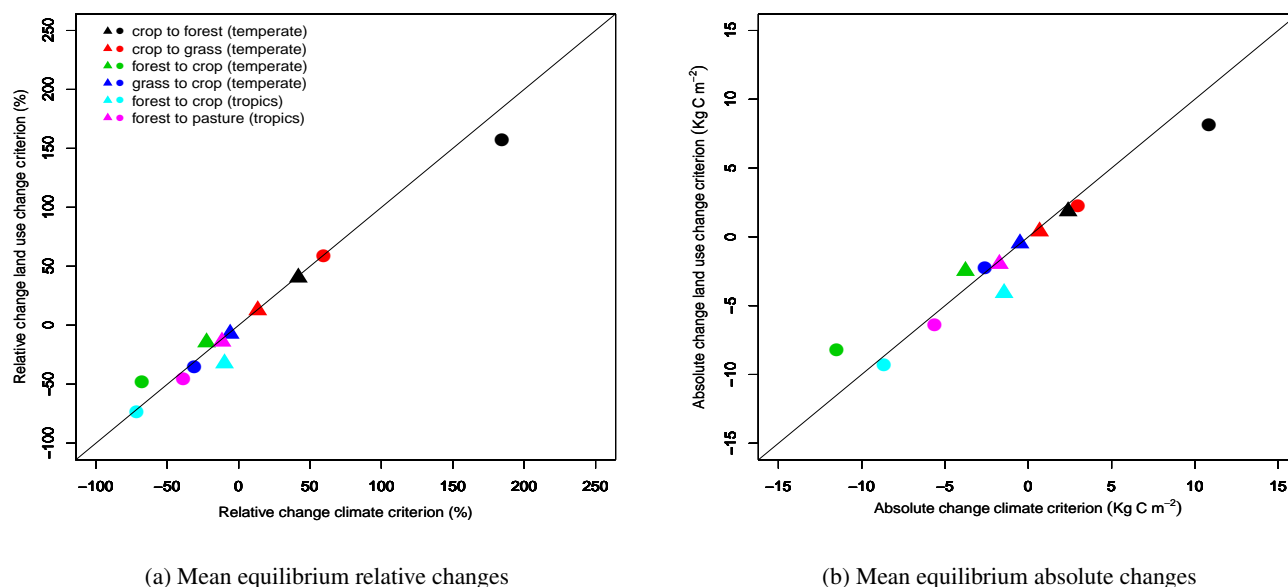 Relative change land use change criterion (%)
250
200
150
100
50
0
−50
−100
crop to forest (temperate)
crop to grass (temperate)
forest to crop (temperate)
grass to crop (temperate)
forest to crop (tropics)
forest to pasture (tropics)
−100 −50 0 50 100 150 200 250
Relative change climate criterion (%)
(a) Mean equilibrium relative changes
Absolute change land use change criterion (Kg C m−2)
15
10
5
0
−5
−10
−15
−15 −10 −5 0 5 10 15
Absolute change climate criterion (Kg C m−2)
(b) Mean equilibrium absolute changes